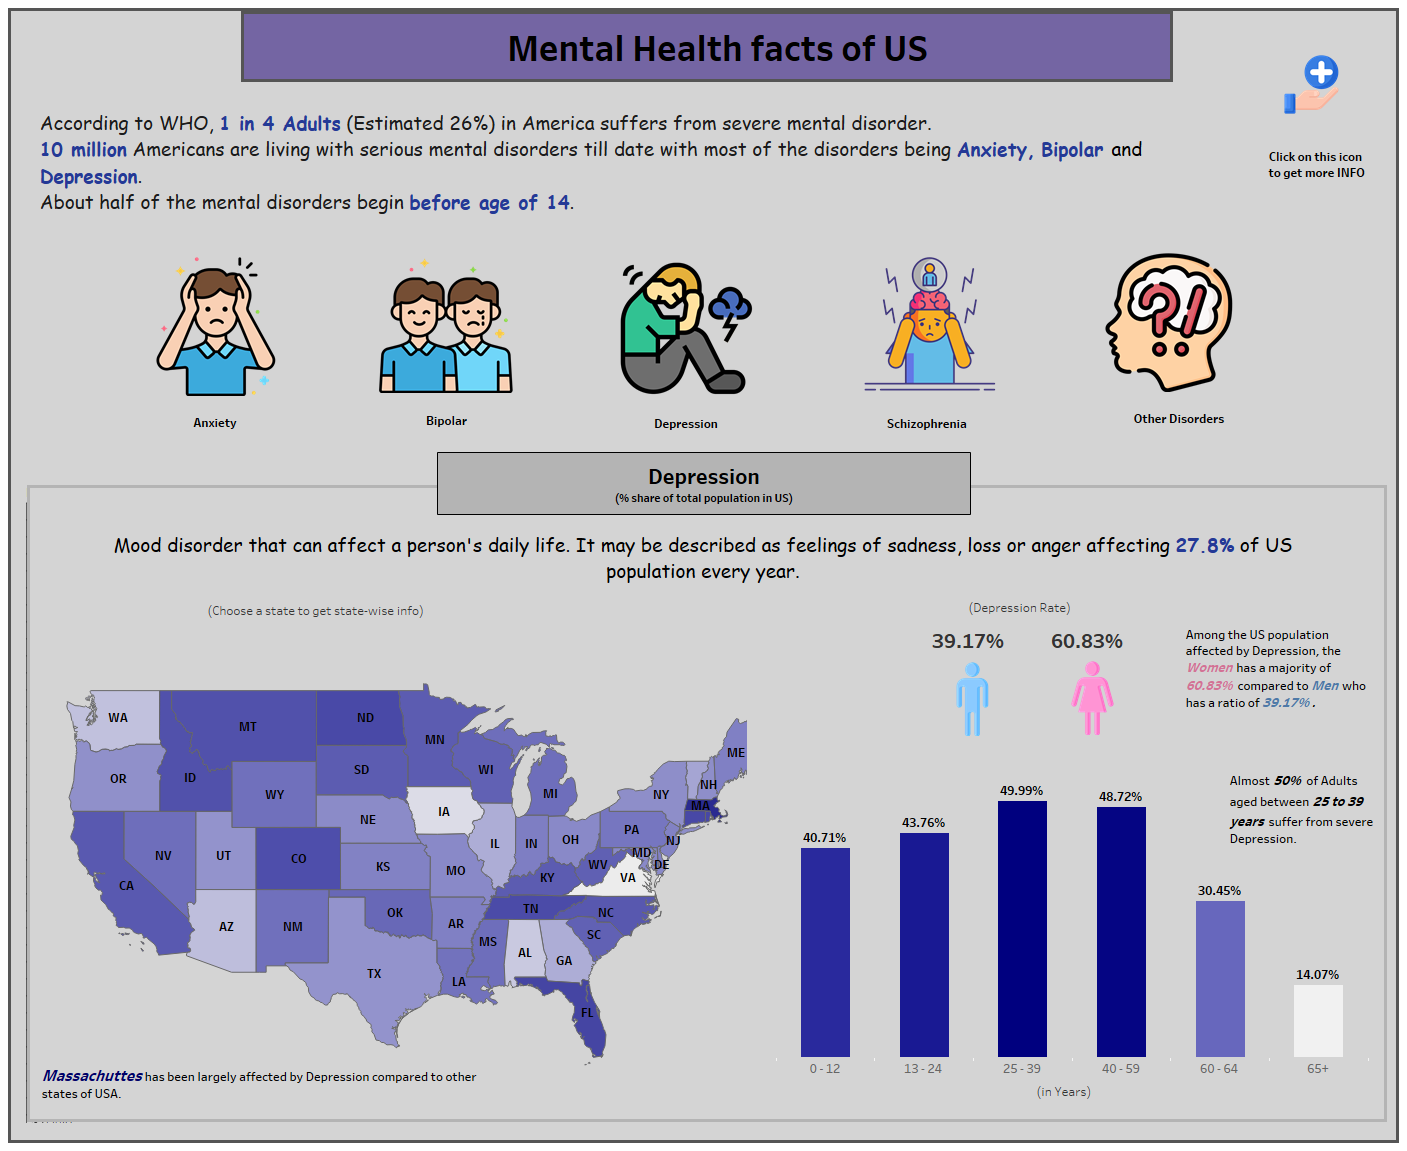 Mental Health facts of US
According to WHO, 1 in 4 Adults (Estimated 26%) in America suffers from severe mental disorder.
10 million Americans are living with serious mental disorders till date with most of the disorders being Anxiety, Bipolar and
Depression.
About half of the mental disorders begin before age of 14.
Click on this icon
to get more INFO
Anxiety
Bipolar
Depression
Schizophrenia
Other Disorders
Depression
(% share of total population in US)
Mood disorder that can affect a person's daily life. It may be described as feelings of sadness, loss or anger affecting 27.8% of US
population every year.
(Choose a state to get state-wise info)
WA
MT
ND
MN
OR
ID
SD
WI
WY
MI
ME
NH
NY
MA
IA
NE
IL
IN
OH
PA
NJ
NV
UT
CO
KS
MO
WV
MD
DE
CA
KY
VA
AZ
NM
OK
AR
TN
NC
SC
MS
AL
GA
TX
LA
FL
Massachuttes has been largely affected by Depression compared to other
states of USA.
(Depression Rate)
39.17%
60.83%
Among the US population
affected by Depression, the
Women has a majority of
60.83% compared to Men who
has a ratio of 39.17% .
Almost 50% of Adults
aged between 25 to 39
years suffer from severe
Depression.
40.71%
43.76%
49.99%
48.72%
30.45%
14.07%
0 - 12
13 - 24
25 - 39
40 - 59
60 - 64
65+
(in Years)